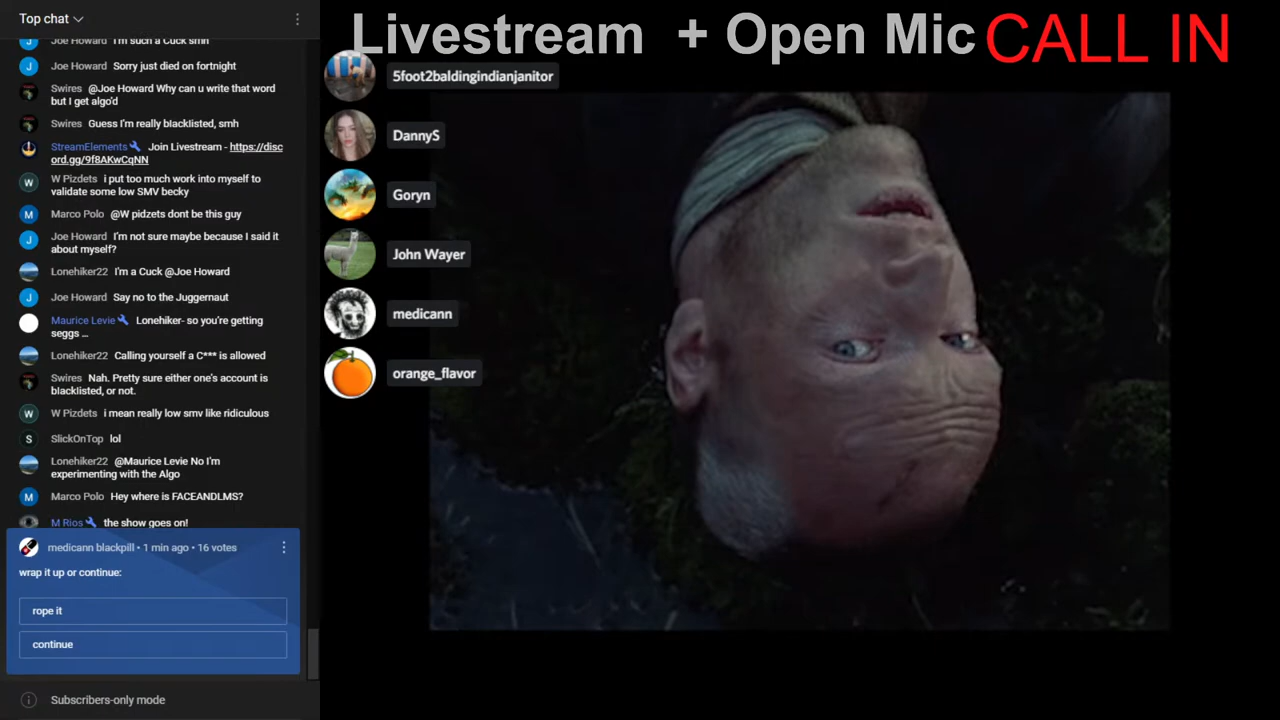 Top chat
Joe Howard I'm such a Cuck smh
Joe Howard Sorry just died on fortnight
Swires @Joe Howard Why can u write that word
but I get algo'd
Swires Guess I'm really blacklisted, smh
StreamElements Join Livestream - https://disc
ord.gg/9f8AKwCqNN
W Pizdets i put too much work into myself to
validate some low SMV becky
Marco Polo @W pidzets dont be this guy
Joe Howard I'm not sure maybe because I said it
about myself?
Lonehiker22 I'm a Cuck @Joe Howard
Joe Howard Say no to the Juggernaut
Maurice Levie Lonehiker- so you're getting
seggs ...
Lonehiker22 Calling yourself a C*** is allowed
Swires Nah. Pretty sure either one's account is
blacklisted, or not.
W Pizdets i mean really low smv like ridiculous
SlickOnTop lol
Lonehiker22 @Maurice Levie No I'm
experimenting with the Algo
Marco Polo Hey where is FACEANDLMS?
M Rios the show goes on!
medicann blackpill • 1 min ago • 16 votes
wrap it up or continue:
rope it
continue
Subscribers-only mode
Livestream + Open Mic CALL IN
5foot2baldingindianjanitor
DannyS
Goryn
John Wayer
medicann
orange_flavor